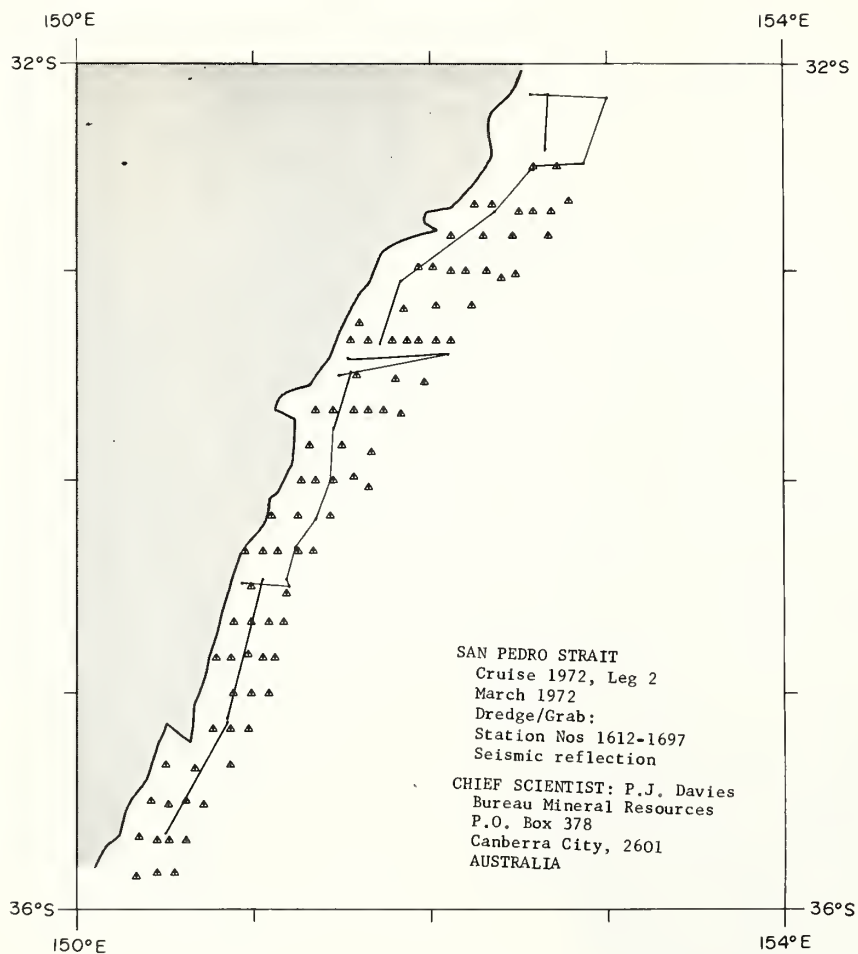 150°E
154°E
32°S
32°S
SAN PEDRO STRAIT
Cruise 1972, Leg 2
March 1972
Dredge/Grab:
Station Nos 1612-1697
Seismic reflection
CHIEF SCIENTIST: P.J. Davies
Bureau Mineral Resources
P.O. Box 378
Canberra City, 2601
AUSTRALIA
36°S
36°S
150°E
154°E